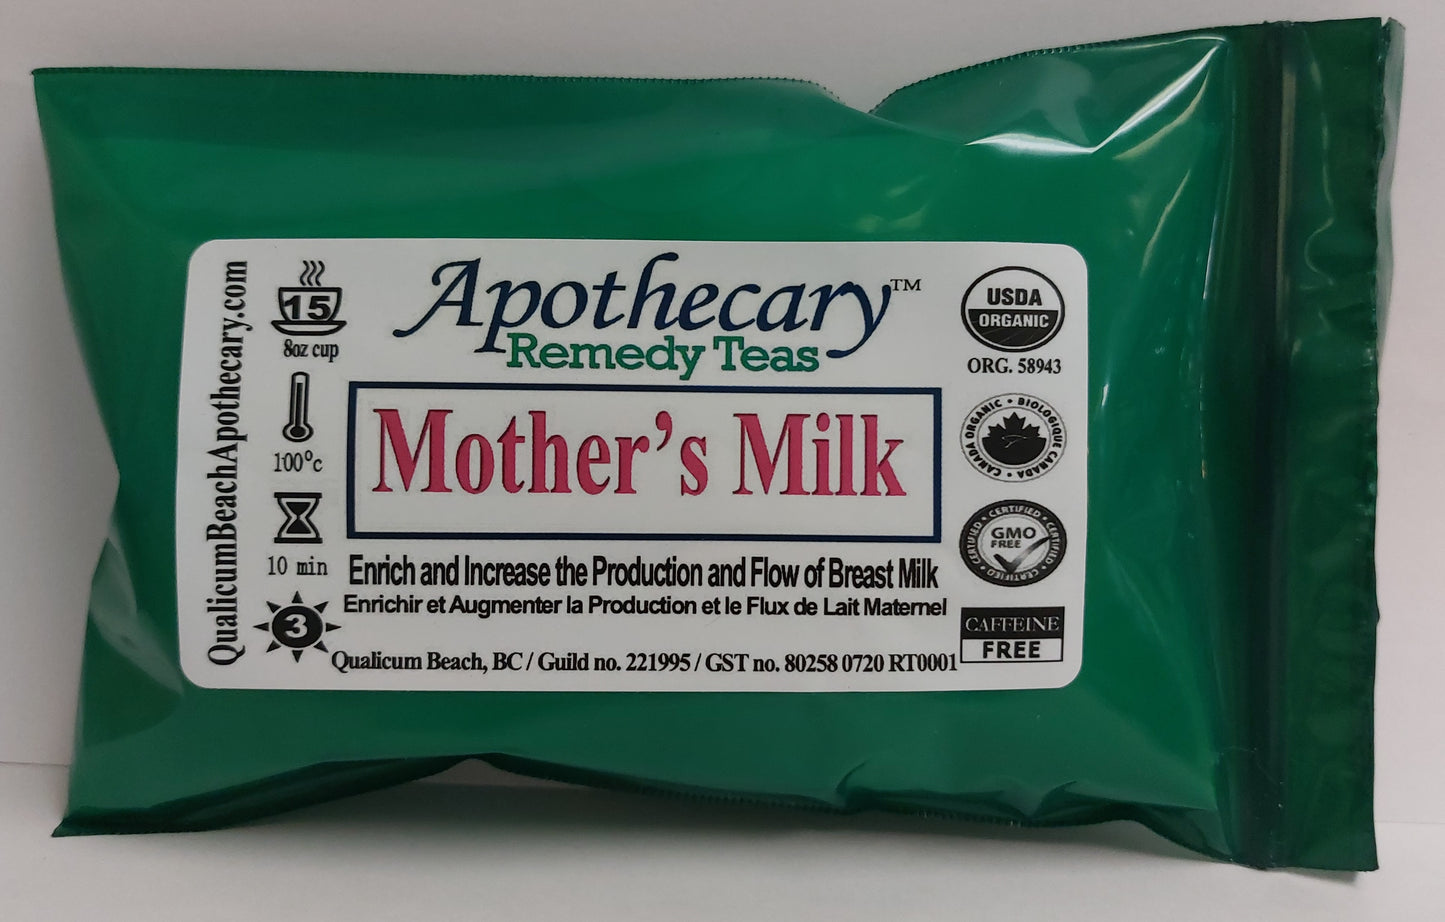 QualicumBeachApothecary.com
15
8oz cup
100°c
10 min
3
Apothecary™
Remedy Teas
Mother's Milk
Enrich and Increase the Production and Flow of Breast Milk
Enrichir et Augmenter la Production et le Flux de Lait Maternel
Qualicum Beach, BC / Guild no. 221995 / GST no. 80258 0720 RT0001
USDA
ORGANIC
ORG. 58943
CANADA ORGANIC • BIOLOGIQUE CANADA •
CERTIFIED • CERTIFIED • CERTIFIED • CERTIFIED •
GMO
FREE
CAFFEINE
FREE